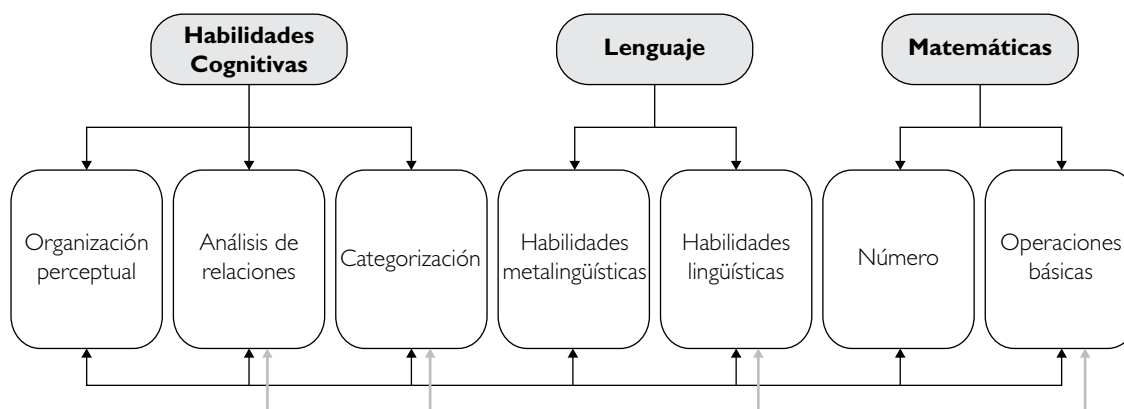 Habilidades
Cognitivas
Lenguaje
Matemáticas
Organización
perceptual
Análisis de
relaciones
Categorización
Habilidades
metalingüísticas
Habilidades
lingüísticas
Número
Operaciones
básicas